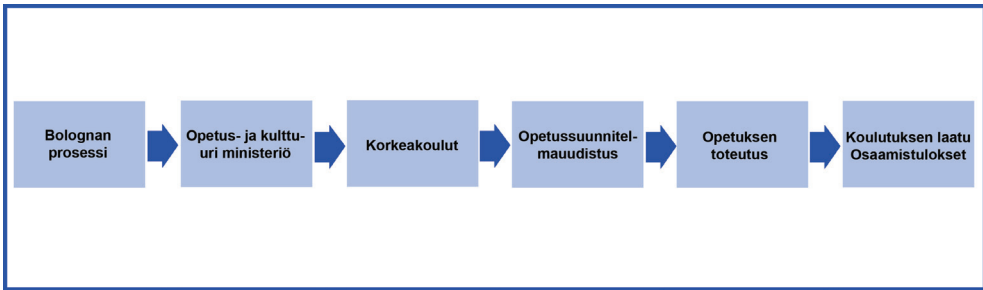 Bolognan
prosessi
Opetus- ja kulttu-
uri ministeriö
Korkeakoulut
Opetussuunnitel-
mauudistus
Opetuksen
toteutus
Koulutuksen laatu
Osaamistulokset